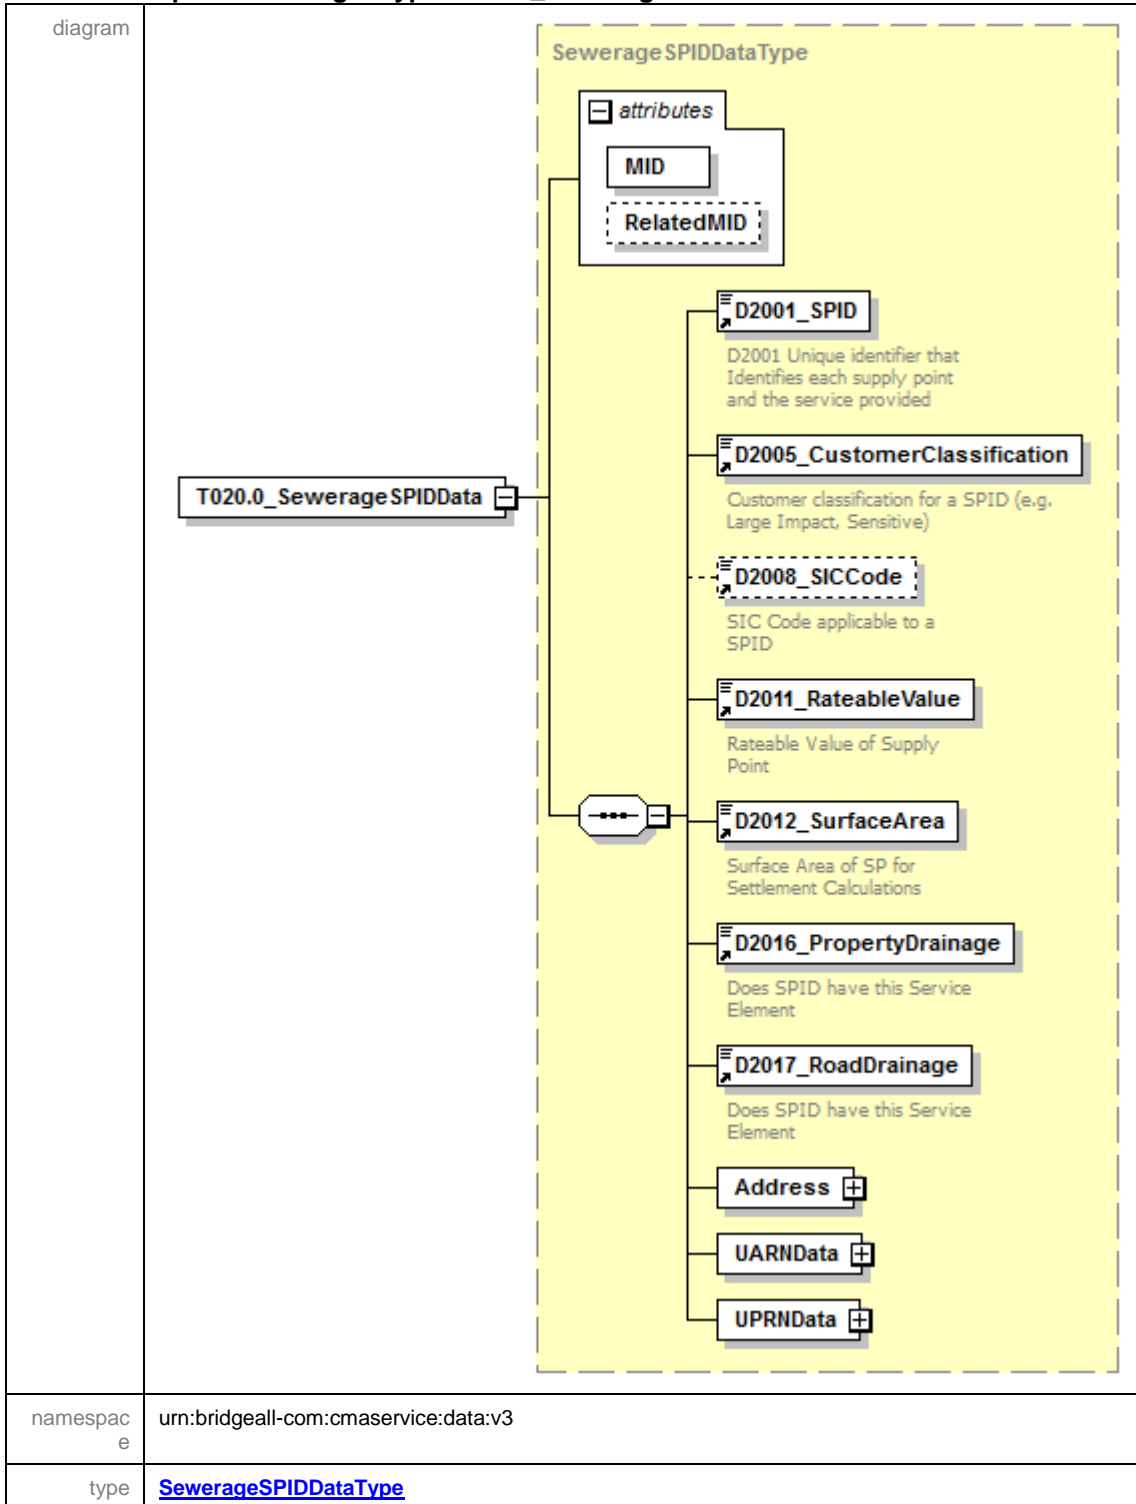 diagram
SewerageSPIDDataType
attributes
MID
RelatedMID
D2001_SPID
D2001 Unique identifier that
Identifies each supply point
and the service provided
D2005_CustomerClassification
Customer classification for a SPID (e.g.
Large Impact, Sensitive)
T020.0_SewerageSPIDData
D2008_SICCode
SIC Code applicable to a
SPID
D2011_RateableValue
Rateable Value of Supply
Point
D2012_SurfaceArea
Surface Area of SP for
Settlement Calculations
D2016_PropertyDrainage
Does SPID have this Service
Element
D2017_RoadDrainage
Does SPID have this Service
Element
Address
UARNData
UPRNData
namespac
e
urn:bridgeall-com:cmaservice:data:v3
type
SewerageSPIDDataType